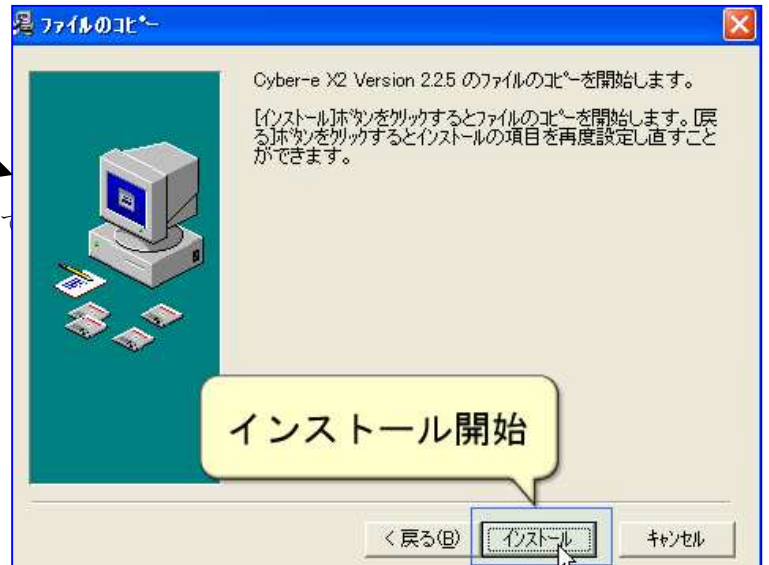 ファイルのコピー
Cyber-e X2 Version 2.2.5 のファイルのコピーを開始します。
[インストール]ボタンをクリックするとファイルのコピーを開始します。[戻
る]ボタンをクリックするとインストールの項目を再度設定し直すこと
ができます。
て
インストール開始
< 戻る(B)
インストール
キャンセル